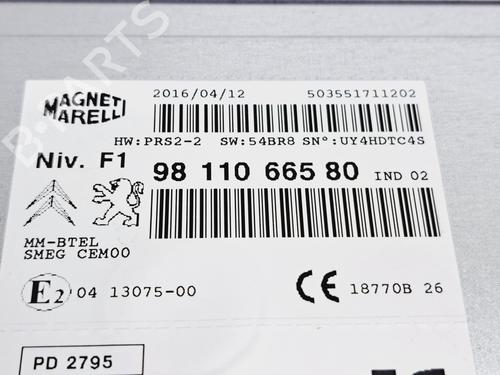 B-PARTS
MAGNETI MARELLI
2016/04/12 503551711202
HW:PRS2-2 SW:54BR8 SN°:UY4HDTC4S
Niv. F1 98 110 665 80 IND 02
MM-BTEL
SMEG CEM00
E2 04 13075-00 CE 18770B 26
PD 2795